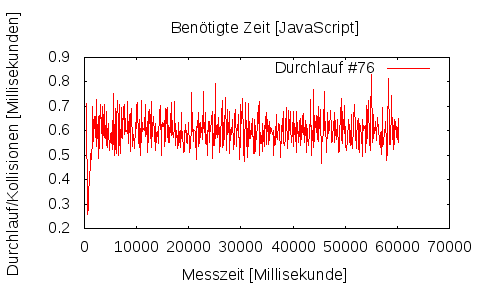 Benötigte Zeit [JavaScript]
Durchlauf/Kollisionen [Millisekunden]
Durchlauf #76
0.9
0.8
0.7
0.6
0.5
0.4
0.3
0.2
0 10000 20000 30000 40000 50000 60000 70000
Messzeit [Millisekunde]